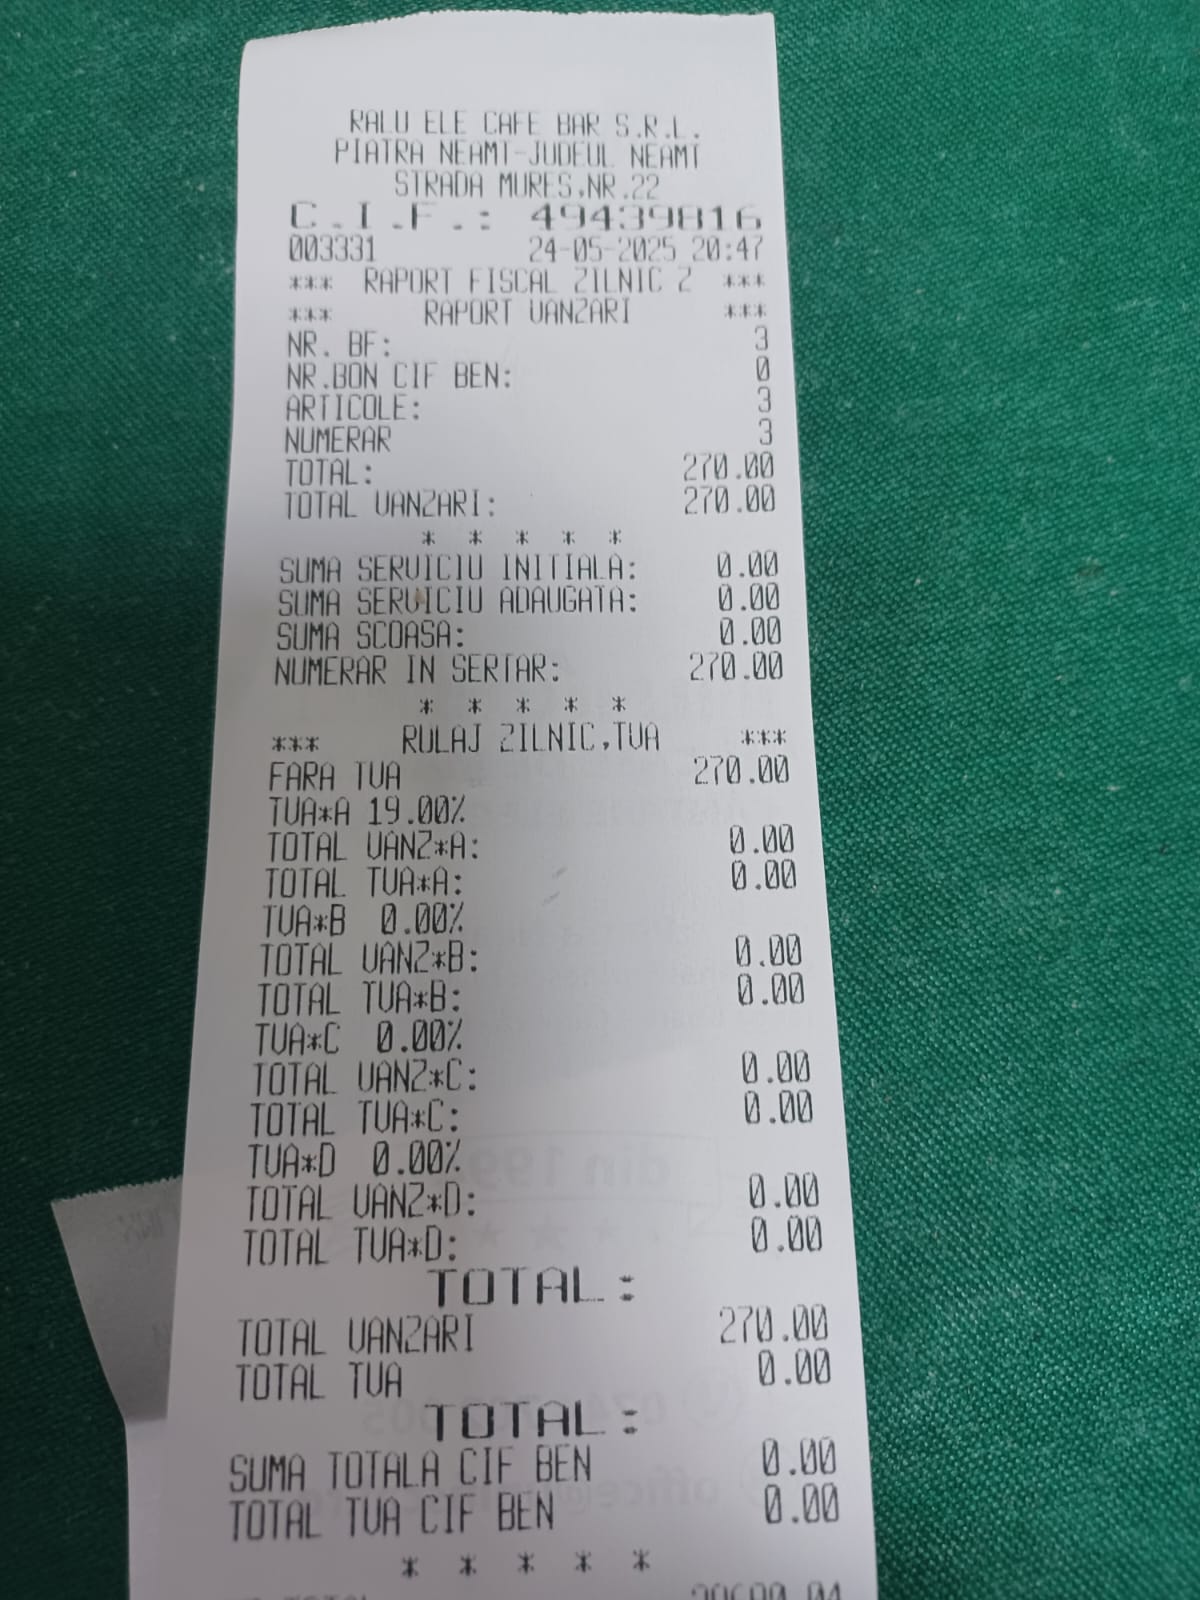 RALU ELE CAFE BAR S.R.L.
PIATRA NEAMT-JUDEUL NEAMT
STRADA MURES,NR.22
C.I.F.: 49439816
003331 24-05-2025 20:47
*** RAPORT FISCAL ZILNIC Z ***
*** RAPORT VANZARI ***
NR. BF: 3
NR.BON CIF BEN: 0
ARTICOLE: 3
NUMERAR 3
TOTAL: 270.00
TOTAL VANZARI: 270.00
* * * * *
SUMA SERVICIU INITIALA: 0.00
SUMA SERVICIU ADAUGATA: 0.00
SUMA SCOASA: 0.00
NUMERAR IN SERTAR: 270.00
* * * * *
*** RULAJ ZILNIC,TVA ***
FARA TVA 270.00
TVA*A 19.00%
TOTAL VANZ*A: 0.00
TOTAL TVA*A: 0.00
TVA*B 0.00%
TOTAL VANZ*B: 0.00
TOTAL TVA*B: 0.00
TVA*C 0.00%
TOTAL VANZ*C: 0.00
TOTAL TVA*C: 0.00
TVA*D 0.00%
TOTAL VANZ*D: 0.00
TOTAL TVA*D: 0.00
TOTAL:
TOTAL VANZARI 270.00
TOTAL TVA 0.00
TOTAL:
SUMA TOTALA CIF BEN 0.00
TOTAL TVA CIF BEN 0.00
* * * * *